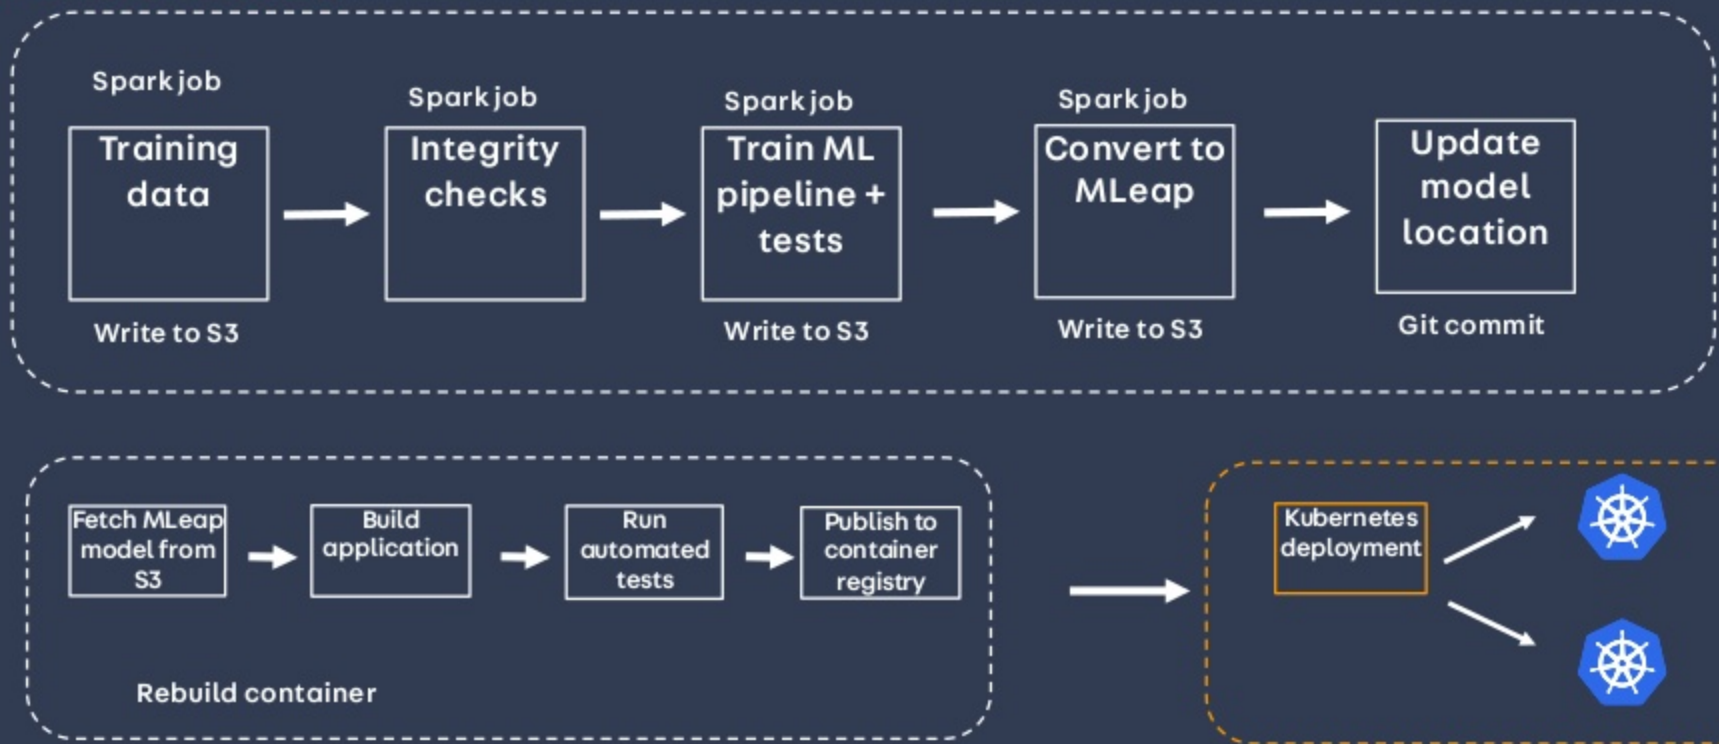 Spark job
Training
data
Write to S3
Spark job
Integrity
checks
Spark job
Train ML
pipeline +
tests
Write to S3
Spark job
Convert to
MLeap
Write to S3
Update
model
location
Git commit
Fetch MLeap
model from
S3
Build
application
Run
automated
tests
Publish to
container
registry
Rebuild container
Kubernetes
deployment